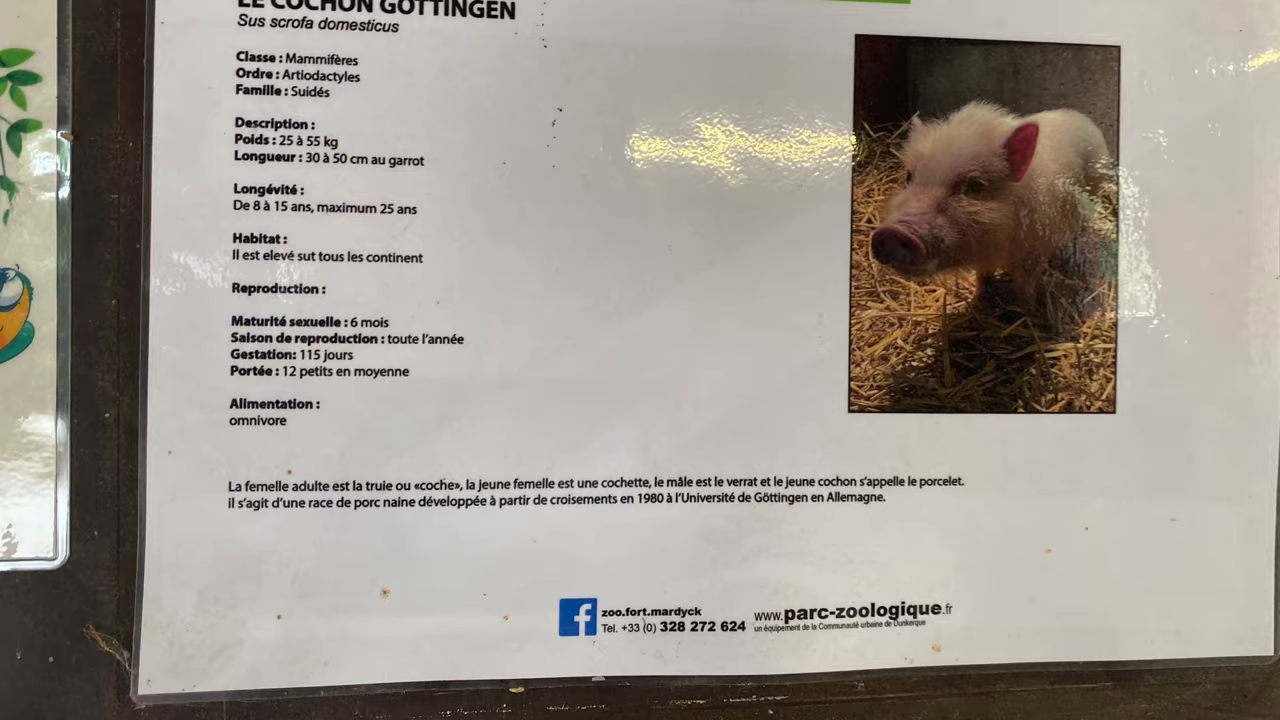 LE COCHON GÖTTINGEN
Sus scrofa domesticus
Classe : Mammifères
Ordre : Artiodactyles
Famille : Suidés
Description :
Poids : 25 à 55 kg
Longueur : 30 à 50 cm au garrot
Longévité :
De 8 à 15 ans, maximum 25 ans
Habitat :
Il est elevé sut tous les continent
Reproduction :
Maturité sexuelle : 6 mois
Saison de reproduction : toute l'année
Gestation: 115 jours
Portée : 12 petits en moyenne
Alimentation :
omnivore
La femelle adulte est la truie ou «coche», la jeune femelle est une cochette, le mâle est le verrat et le jeune cochon s'appelle le porcelet.
il s'agit d'une race de porc naine développée à partir de croisements en 1980 à l'Université de Göttingen en Allemagne.
f
zoo.fort.mardyck
Tel. +33 (0) 328 272 624
www.parc-zoologique.fr
un équipement de la Communauté urbaine de Dunkerque